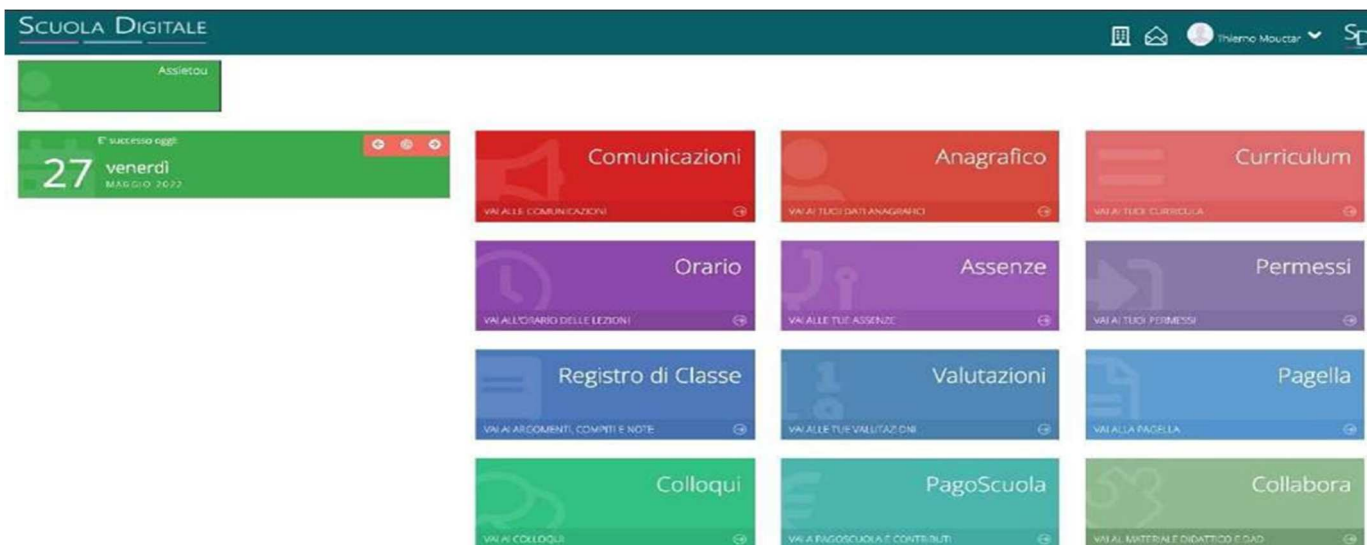 SCUOLA DIGITALE
Thierno Mouctar
SD
Assietou
E' successo oggi:
27 venerdì
MAGGIO 2022
Comunicazioni
VAI ALLE COMUNICAZIONI
Anagrafico
VAI AI TUOI DATI ANAGRAFICI
Curriculum
VAI AI TUOI CURRICULA
Orario
VAI ALL'ORARIO DELLE LEZIONI
Assenze
VAI ALLE TUE ASSENZE
Permessi
VAI AI TUOI PERMESSI
Registro di Classe
VAI AI ARGOMENTI, COMPITI E NOTE
Valutazioni
VAI ALLE TUE VALUTAZIONI
Pagella
VAI ALLA PAGELLA
Colloqui
VAI AI COLLOQUI
PagoScuola
VAI A PAGOSCUOLA E CONTRIBUTI
Collabora
VAI AL MATERIALE DIDATTICO E DAD